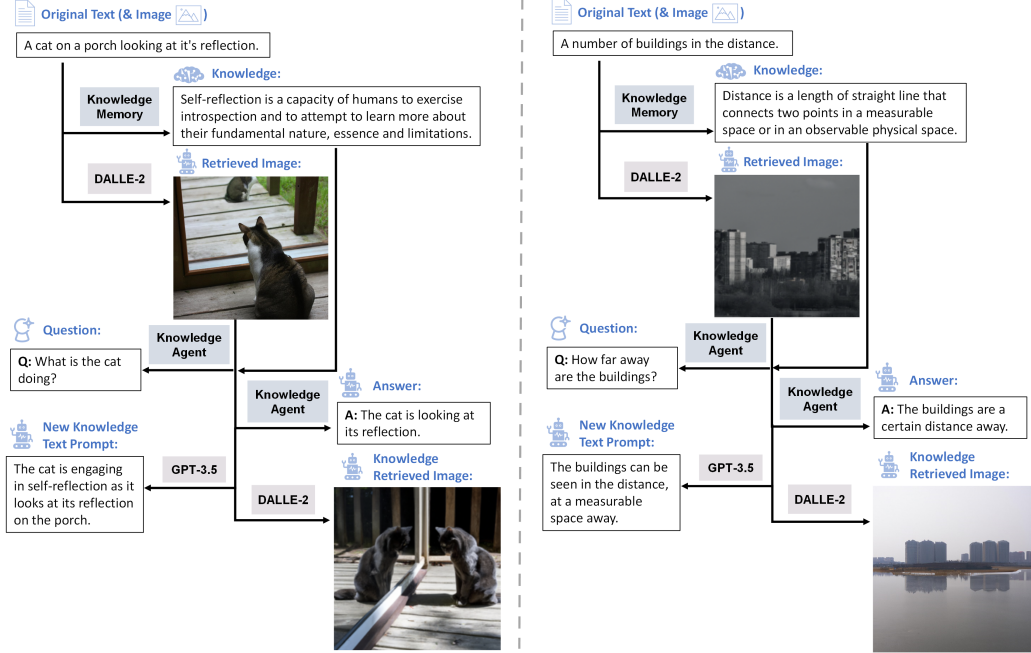 Original Text (& Image )
A cat on a porch looking at it's reflection.
Knowledge:
Knowledge
Memory
Self-reflection is a capacity of humans to exercise
introspection and to attempt to learn more about
their fundamental nature, essence and limitations.
Retrieved Image:
DALLE-2
Question:
Knowledge
Agent
Q: What is the cat
doing?
Answer:
Knowledge
Agent
A: The cat is looking at
its reflection.
New Knowledge
Text Prompt:
GPT-3.5
The cat is engaging
in self-reflection as it
looks at its reflection
on the porch.
Knowledge
Retrieved Image:
DALLE-2
Original Text (& Image )
A number of buildings in the distance.
Knowledge:
Knowledge
Memory
Distance is a length of straight line that
connects two points in a measurable
space or in an observable physical space.
Retrieved Image:
DALLE-2
Question:
Knowledge
Agent
Q: How far away
are the buildings?
Answer:
Knowledge
Agent
A: The buildings are a
certain distance away.
New Knowledge
Text Prompt:
GPT-3.5
The buildings can be
seen in the distance,
at a measurable
space away.
Knowledge
Retrieved Image:
DALLE-2